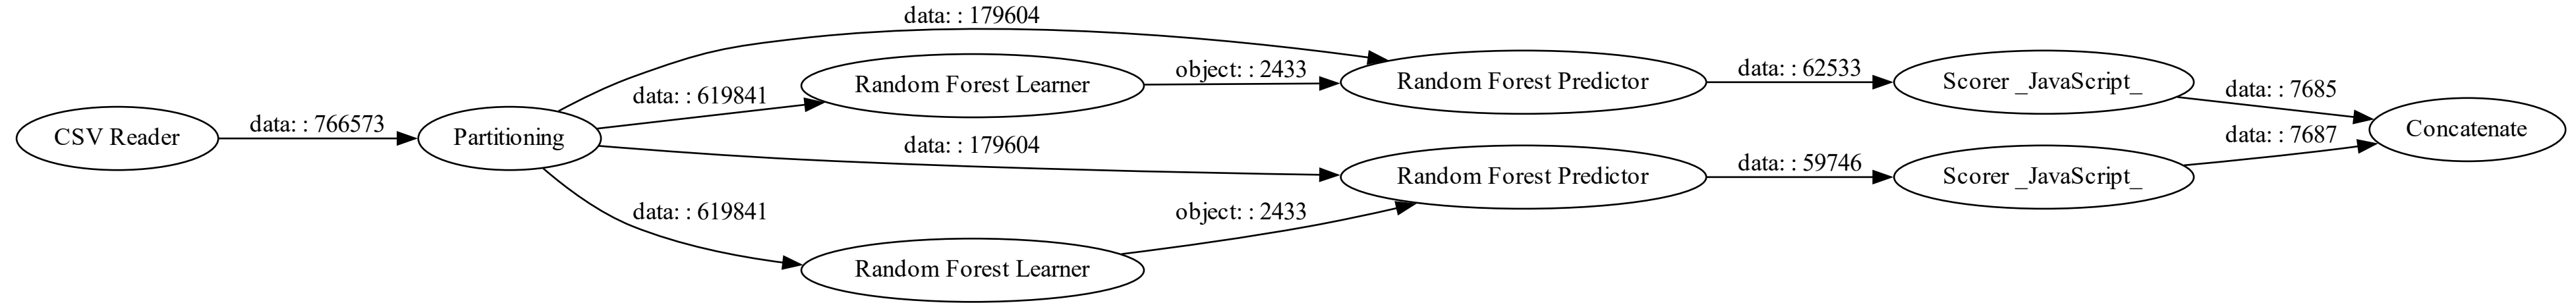 data: : 179604
Random Forest Learner
object: : 2433
Random Forest Predictor
data: : 62533
Scorer _JavaScript_
data: : 7685
data: : 619841
CSV Reader
data: : 766573
Partitioning
data: : 179604
Concatenate
data: : 7687
Random Forest Predictor
data: : 59746
Scorer _JavaScript_
data: : 619841
object: : 2433
Random Forest Learner